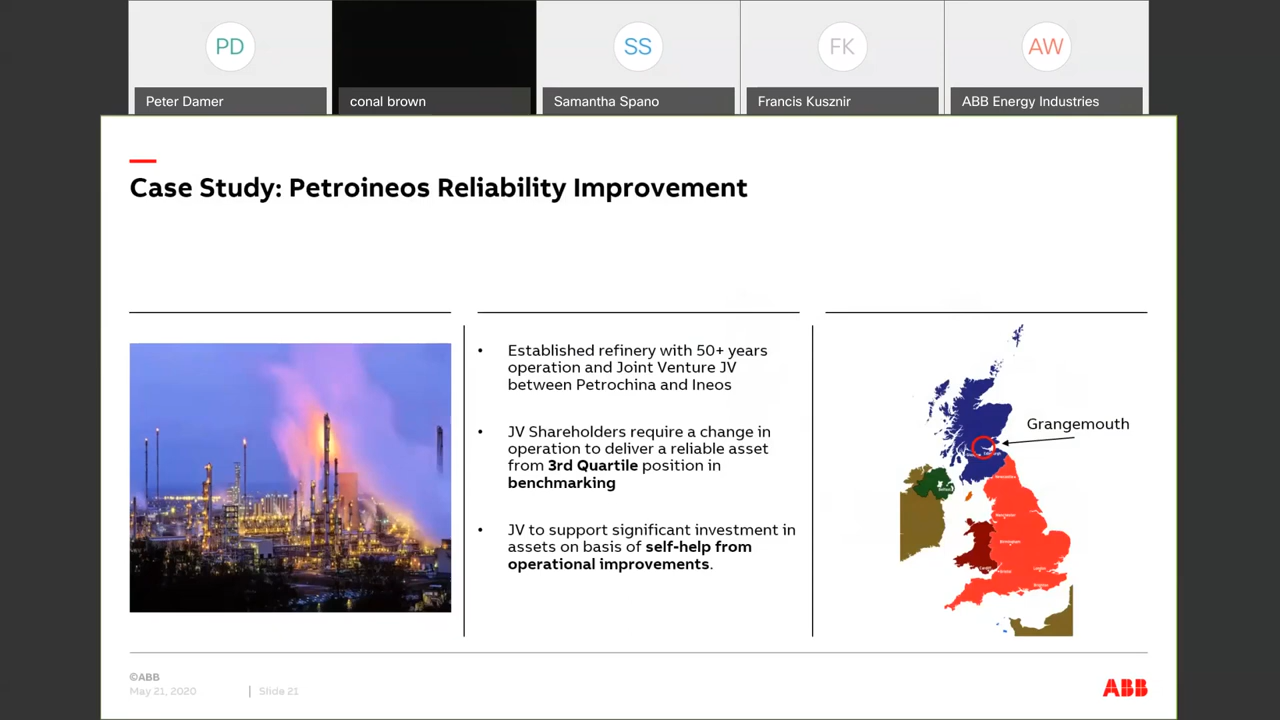 PD
SS
FK
AW
Peter Damer
conal brown
Samantha Spano
Francis Kusznir
ABB Energy Industries
Case Study: Petroineos Reliability Improvement
• Established refinery with 50+ years
operation and Joint Venture JV
between Petrochina and Ineos
• JV Shareholders require a change in
operation to deliver a reliable asset
from 3rd Quartile position in
benchmarking
• JV to support significant investment in
assets on basis of self-help from
operational improvements.
Grangemouth
©ABB
May 21, 2020
Slide 21
ABB